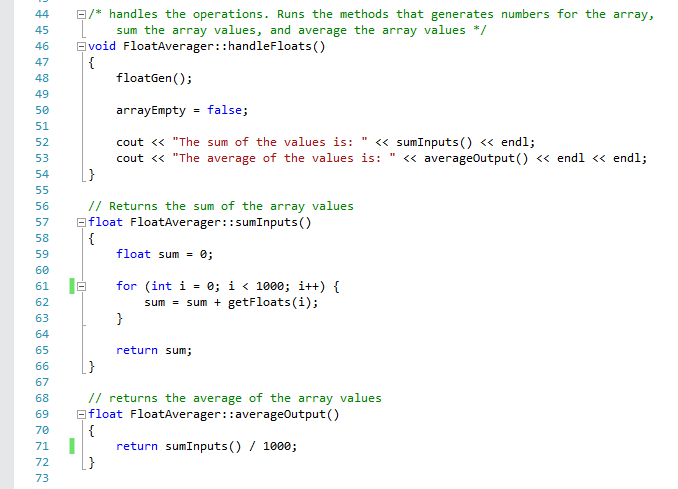 44 /* handles the operations. Runs the methods that generates numbers for the array,
45 sum the array values, and average the array values */
46 void FloatAverager::handleFloats()
47 {
48 floatGen();
49
50 arrayEmpty = false;
51
52 cout << "The sum of the values is: " << sumInputs() << endl;
53 cout << "The average of the values is: " << averageOutput() << endl << endl;
54 }
55
56 // Returns the sum of the array values
57 float FloatAverager::sumInputs()
58 {
59 float sum = 0;
60
61 for (int i = 0; i < 1000; i++) {
62 sum = sum + getFloats(i);
63 }
64
65 return sum;
66 }
67
68 // returns the average of the array values
69 float FloatAverager::averageOutput()
70 {
71 return sumInputs() / 1000;
72 }
73